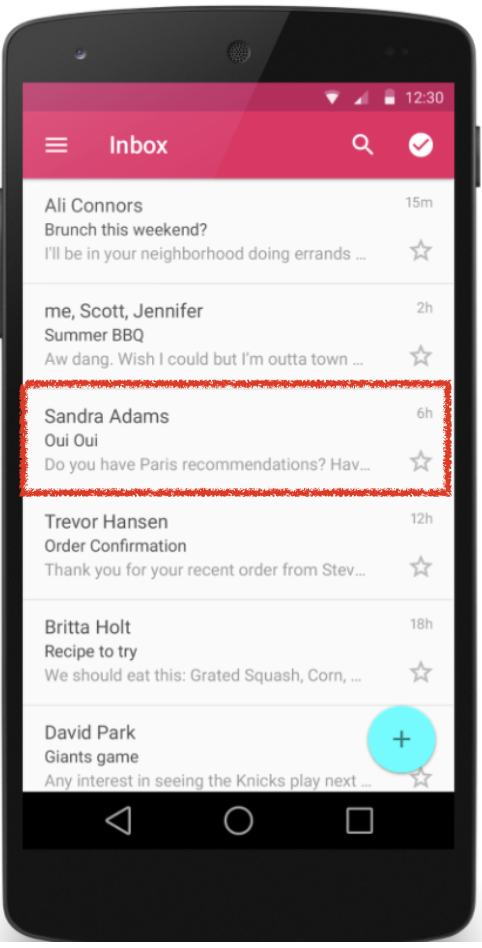 12:30
Inbox
Ali Connors 15m
Brunch this weekend?
I'll be in your neighborhood doing errands ...
me, Scott, Jennifer 2h
Summer BBQ
Aw dang. Wish I could but I'm outta town ...
Sandra Adams 6h
Oui Oui
Do you have Paris recommendations? Hav...
Trevor Hansen 12h
Order Confirmation
Thank you for your recent order from Stev...
Britta Holt 18h
Recipe to try
We should eat this: Grated Squash, Corn, ...
David Park
Giants game
Any interest in seeing the Knicks play next ...